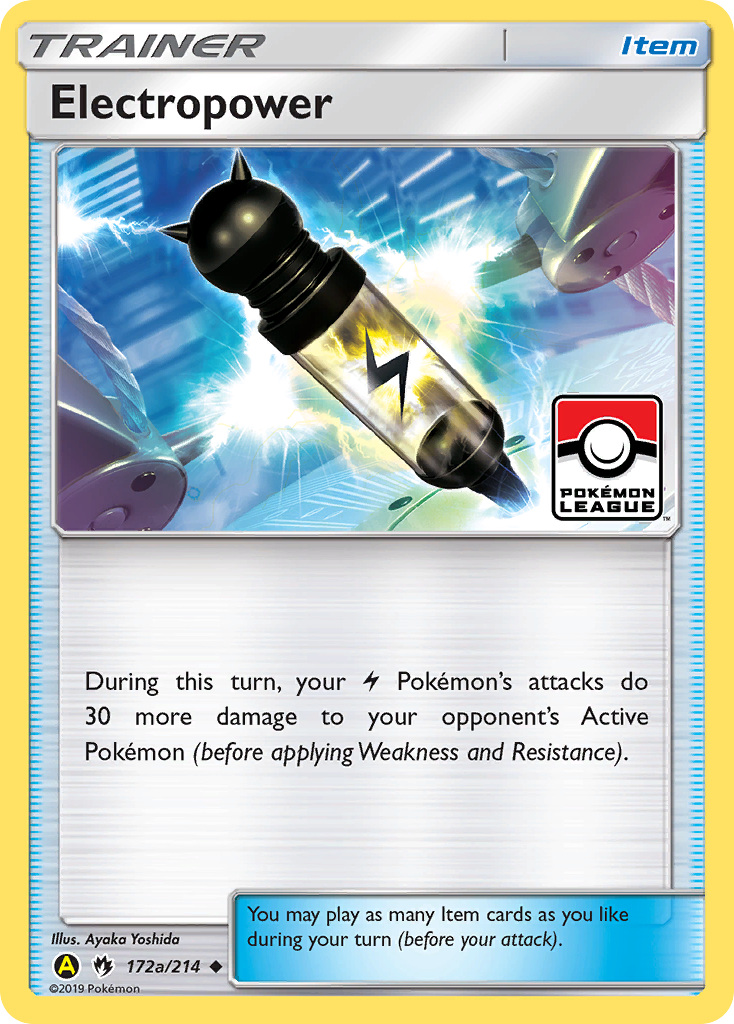 TRAINER
Item
Electropower
POKÉMON
LEAGUE
TM
During this turn, your Pokémon's attacks do
30 more damage to your opponent's Active
Pokémon (before applying Weakness and Resistance).
You may play as many Item cards as you like
during your turn (before your attack).
Illus. Ayaka Yoshida
A 172a/214
©2019 Pokémon